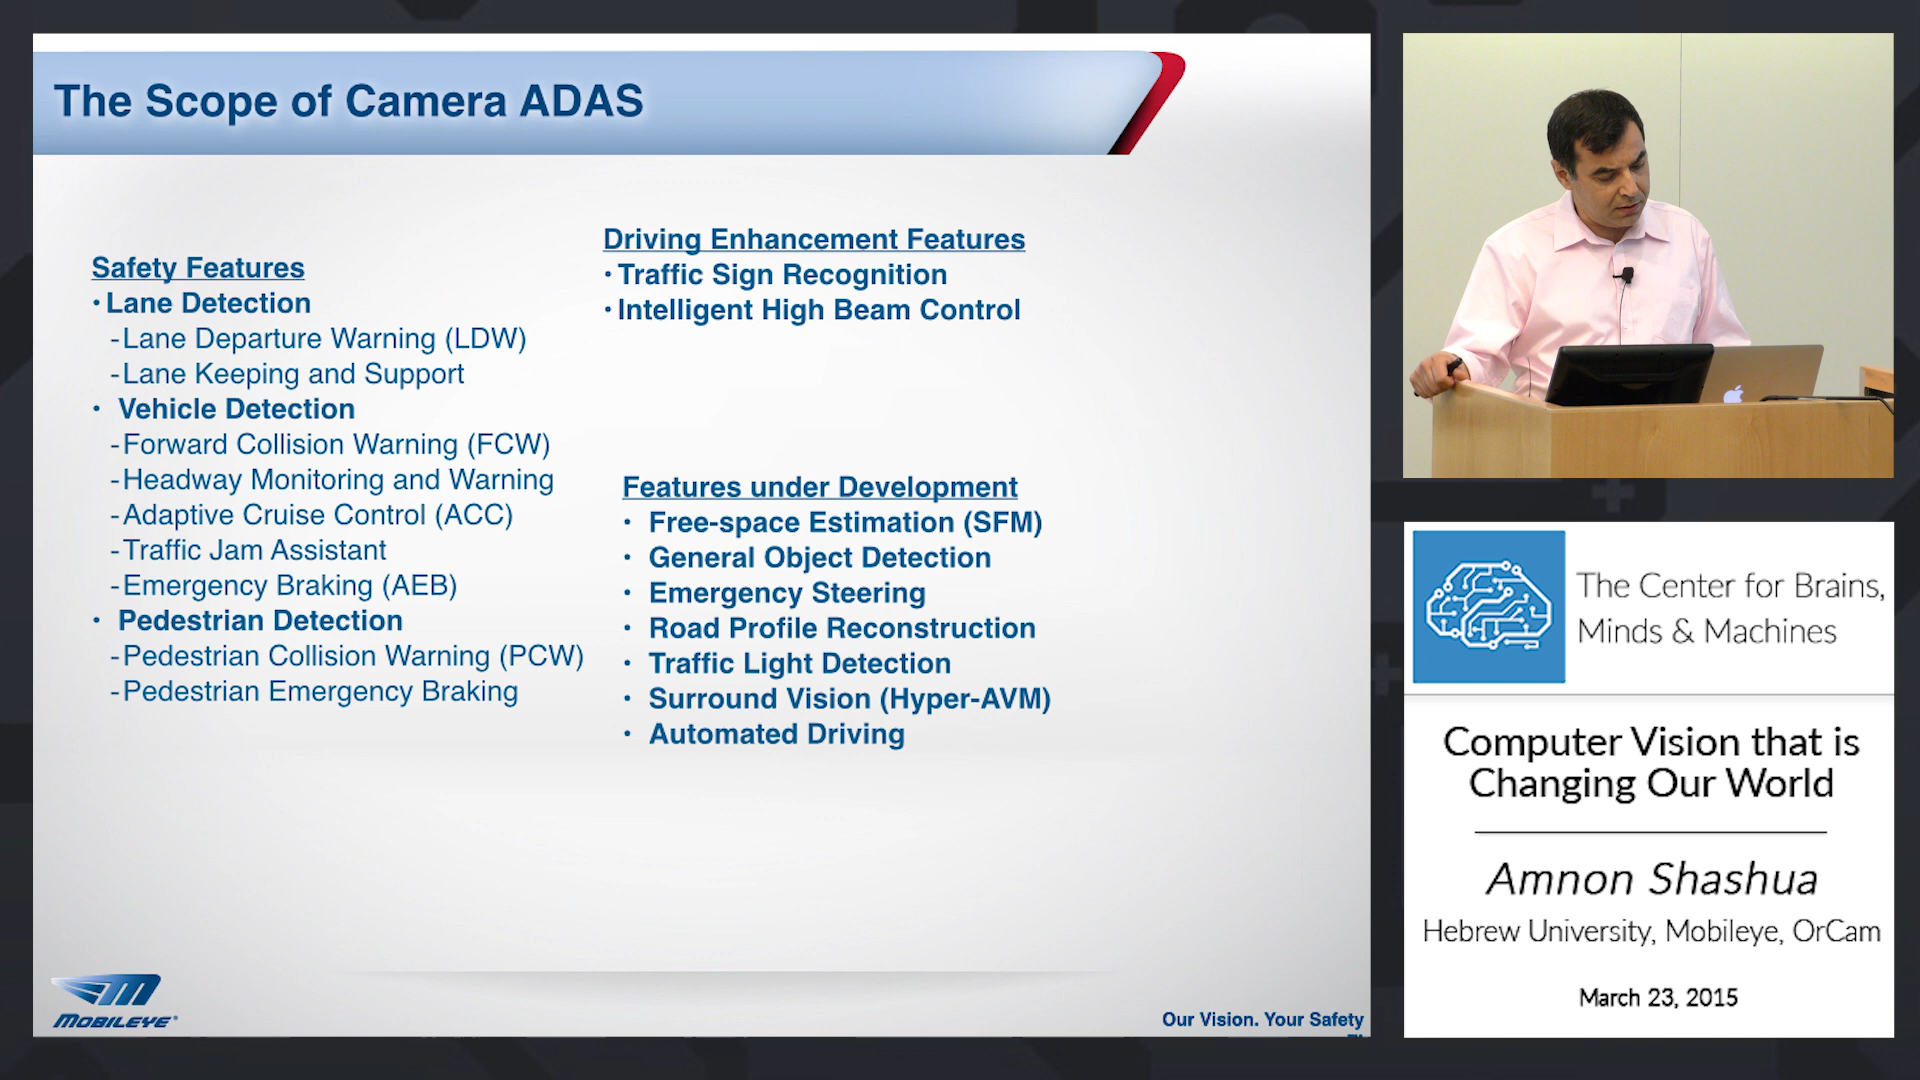 The Scope of Camera ADAS
Safety Features
· Lane Detection
-Lane Departure Warning (LDW)
-Lane Keeping and Support
· Vehicle Detection
-Forward Collision Warning (FCW)
-Headway Monitoring and Warning
-Adaptive Cruise Control (ACC)
-Traffic Jam Assistant
-Emergency Braking (AEB)
· Pedestrian Detection
-Pedestrian Collision Warning (PCW)
-Pedestrian Emergency Braking
Driving Enhancement Features
· Traffic Sign Recognition
· Intelligent High Beam Control
Features under Development
· Free-space Estimation (SFM)
· General Object Detection
· Emergency Steering
· Road Profile Reconstruction
· Traffic Light Detection
· Surround Vision (Hyper-AVM)
· Automated Driving
MOBILEYE
Our Vision. Your Safety
The Center for Brains,
Minds & Machines
Computer Vision that is
Changing Our World
Amnon Shashua
Hebrew University, Mobileye, OrCam
March 23, 2015